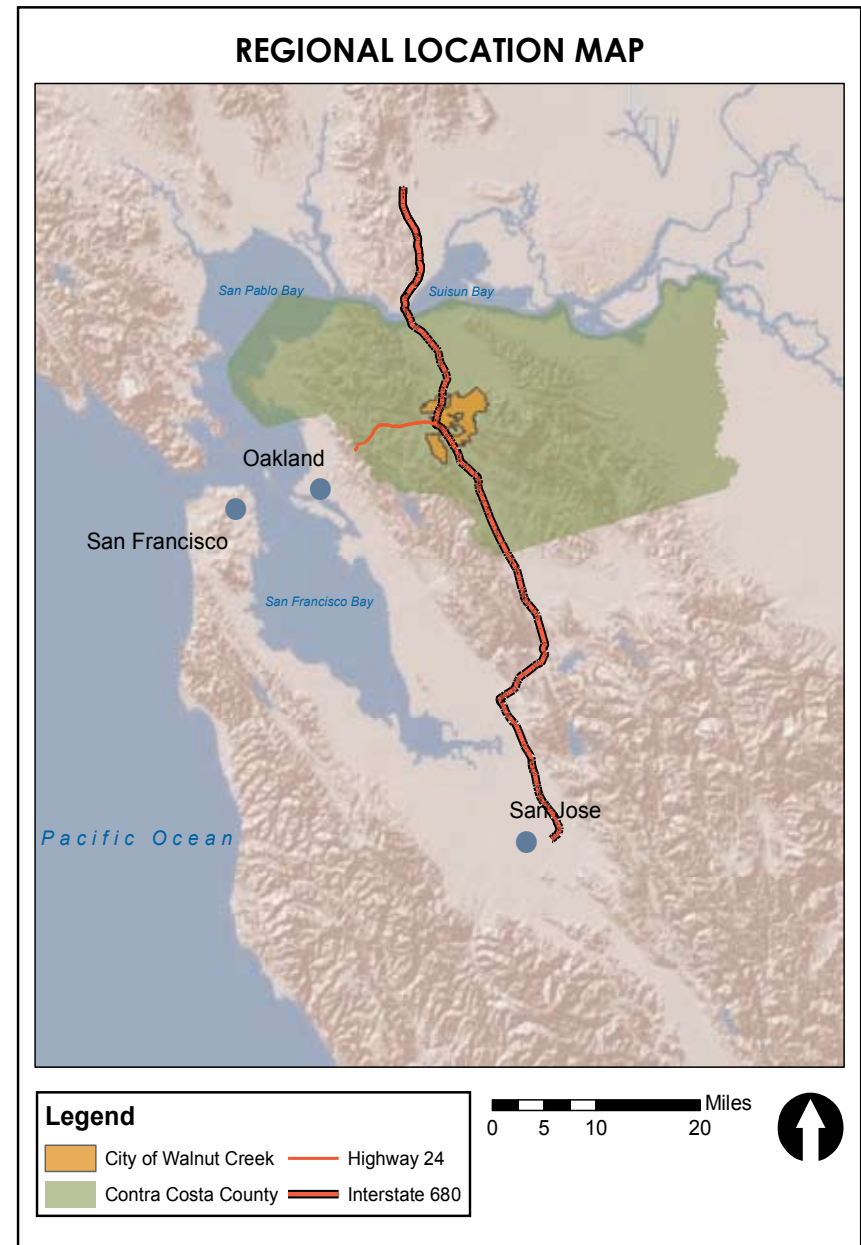 REGIONAL LOCATION MAP
San Pablo Bay
Suisun Bay
Oakland
San Francisco
San Francisco Bay
San Jose
Pacific Ocean
Legend
City of Walnut Creek
Highway 24
Contra Costa County
Interstate 680
Miles
0 5 10 20